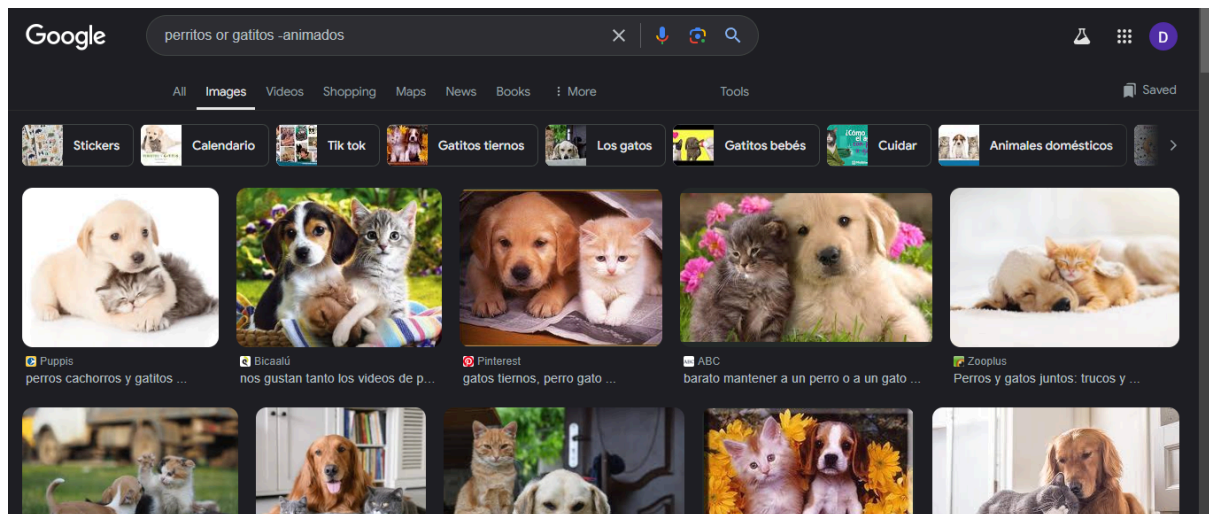 Google
perritos or gatitos -animados
D
All Images Videos Shopping Maps News Books More Tools
Saved
Stickers Calendario Tik tok Gatitos tiernos Los gatos Gatitos bebés Cuidar Animales domésticos
Puppis
perros cachorros y gatitos ...
Bicaalú
nos gustan tanto los videos de p...
Pinterest
gatos tiernos, perro gato ...
ABC
barato mantener a un perro o a un gato ...
Zooplus
Perros y gatos juntos: trucos y ...